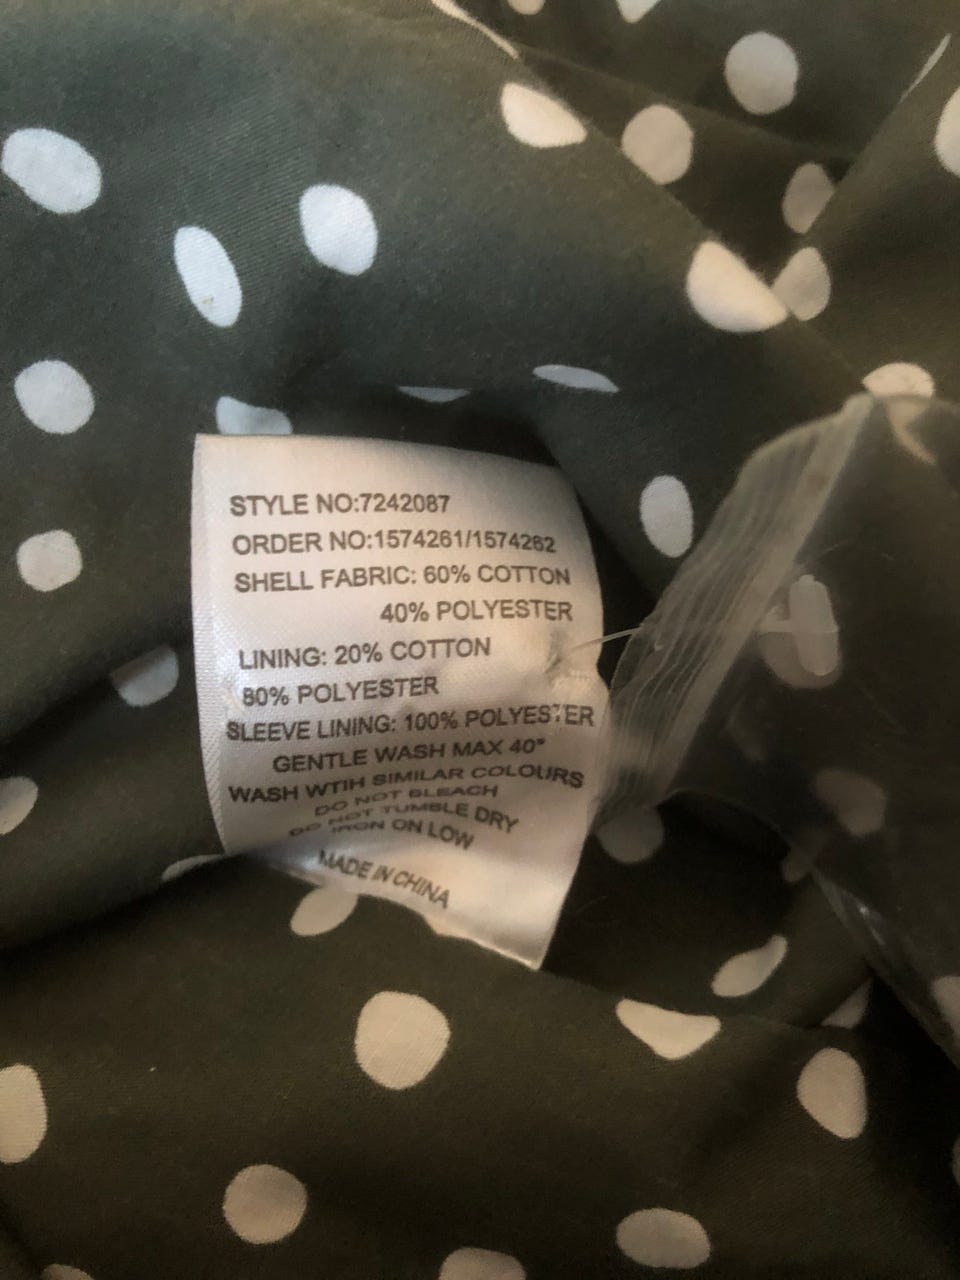 STYLE NO:7242087
ORDER NO:1574261/1574262
SHELL FABRIC: 60% COTTON
40% POLYESTER
LINING: 20% COTTON
80% POLYESTER
SLEEVE LINING: 100% POLYESTER
GENTLE WASH MAX 40°
WASH WTIH SIMILAR COLOURS
DO NOT BLEACH
DO NOT TUMBLE DRY
IRON ON LOW
MADE IN CHINA